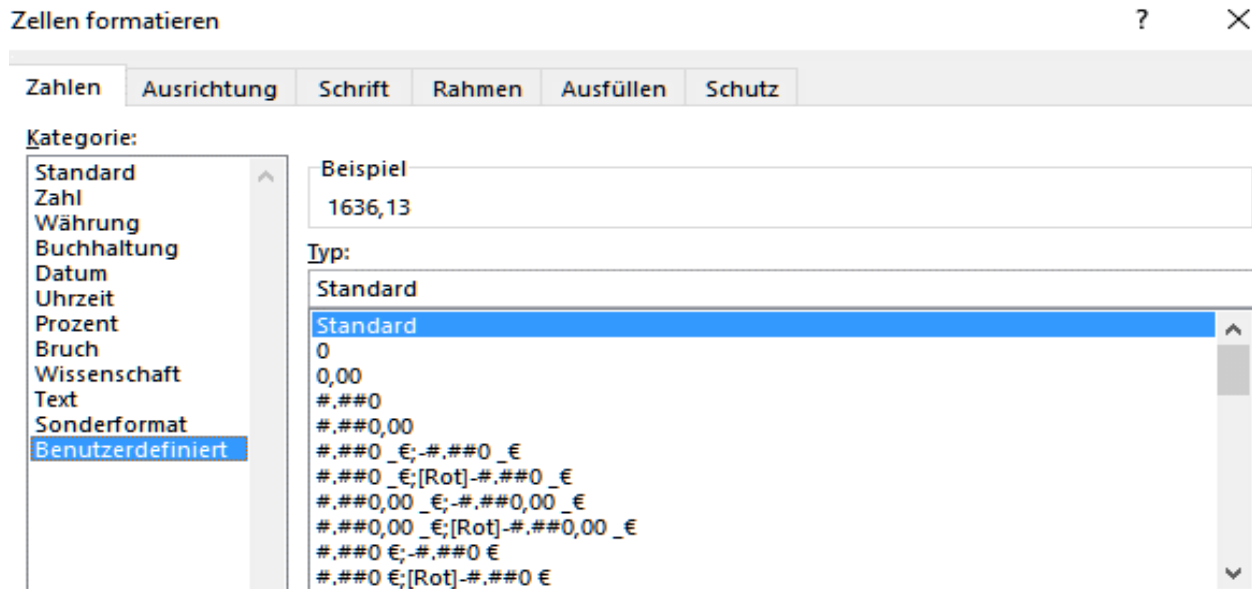 Zellen formatieren ? ×
Zahlen Ausrichtung Schrift Rahmen Ausfüllen Schutz
Kategorie:
Standard
Zahl
Währung
Buchhaltung
Datum
Uhrzeit
Prozent
Bruch
Wissenschaft
Text
Sonderformat
Benutzerdefiniert
Beispiel
1636,13
Typ:
Standard
Standard
0
0,00
#.##0
#.##0,00
#.##0 _€;-#.##0 _€
#.##0 _€;[Rot]-#.##0 _€
#.##0,00 _€;-#.##0,00 _€
#.##0,00 _€;[Rot]-#.##0,00 _€
#.##0 €;-#.##0 €
#.##0 €;[Rot]-#.##0 €